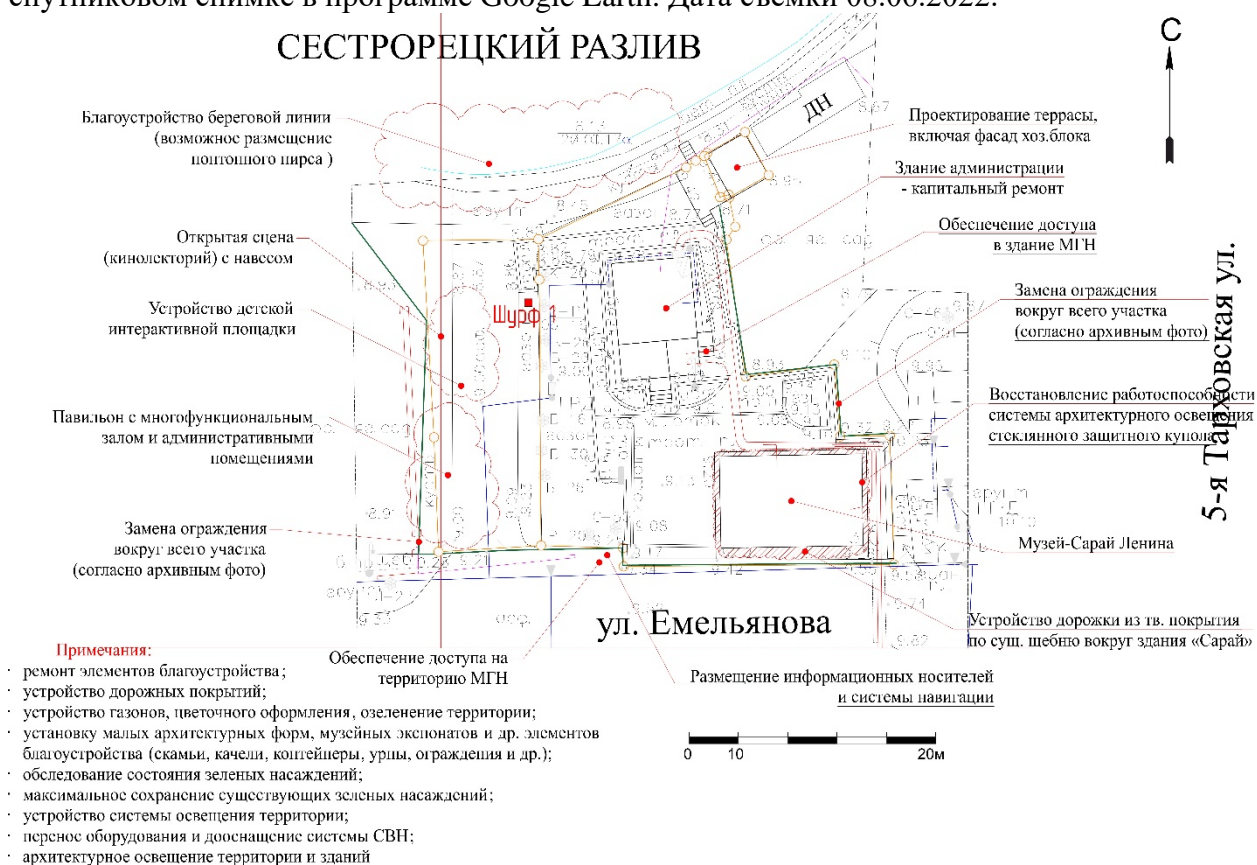 спутниковом снимке в программе Google Earth. Дата съемки 08.06.2022.
СЕСТРОРЕЦКИЙ РАЗЛИВ
С
Благоустройство береговой линии
(возможное размещение
понтонного пирса )
ДН
Проектирование террасы,
включая фасад хоз.блока
Здание администрации
- капитальный ремонт
Открытая сцена
(кинолекторий) с навесом
Обеспечение доступа
в здание МГН
Устройство детской
интерактивной площадки
Шурф 1
Замена ограждения
вокруг всего участка
(согласно архивным фото)
5-я Тарховская ул.
Павильон с многофункциональным
залом и административными
помещениями
Восстановление работоспособности
системы архитектурного освещения
стеклянного защитного купола
Замена ограждения
вокруг всего участка
(согласно архивным фото)
Музей-Сарай Ленина
ул. Емельянова
Устройство дорожки из тв. покрытия
по сущ. щебню вокруг здания «Сарай»
Обеспечение доступа на
территорию МГН
Размещение информационных носителей
и системы навигации
0 10 20м
Примечания:
· ремонт элементов благоустройства;
· устройство дорожных покрытий;
· устройство газонов, цветочного оформления, озеленение территории;
· установку малых архитектурных форм, музейных экспонатов и др. элементов
благоустройства (скамьи, качели, контейнеры, урны, ограждения и др.);
· обследование состояния зеленых насаждений;
· максимальное сохранение существующих зеленых насаждений;
· устройство системы освещения территории;
· перенос оборудования и дооснащение системы СВН;
· архитектурное освещение территории и зданий